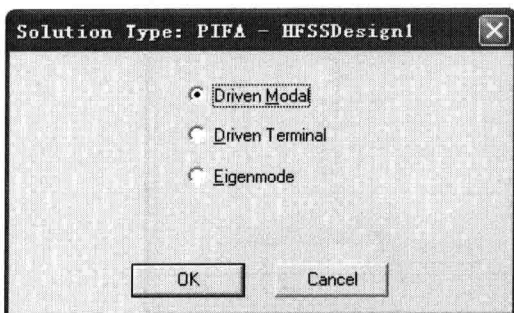 Solution Type: PIFA - HFSSDesign1
Driven Modal
Driven Terminal
Eigenmode
OK Cancel